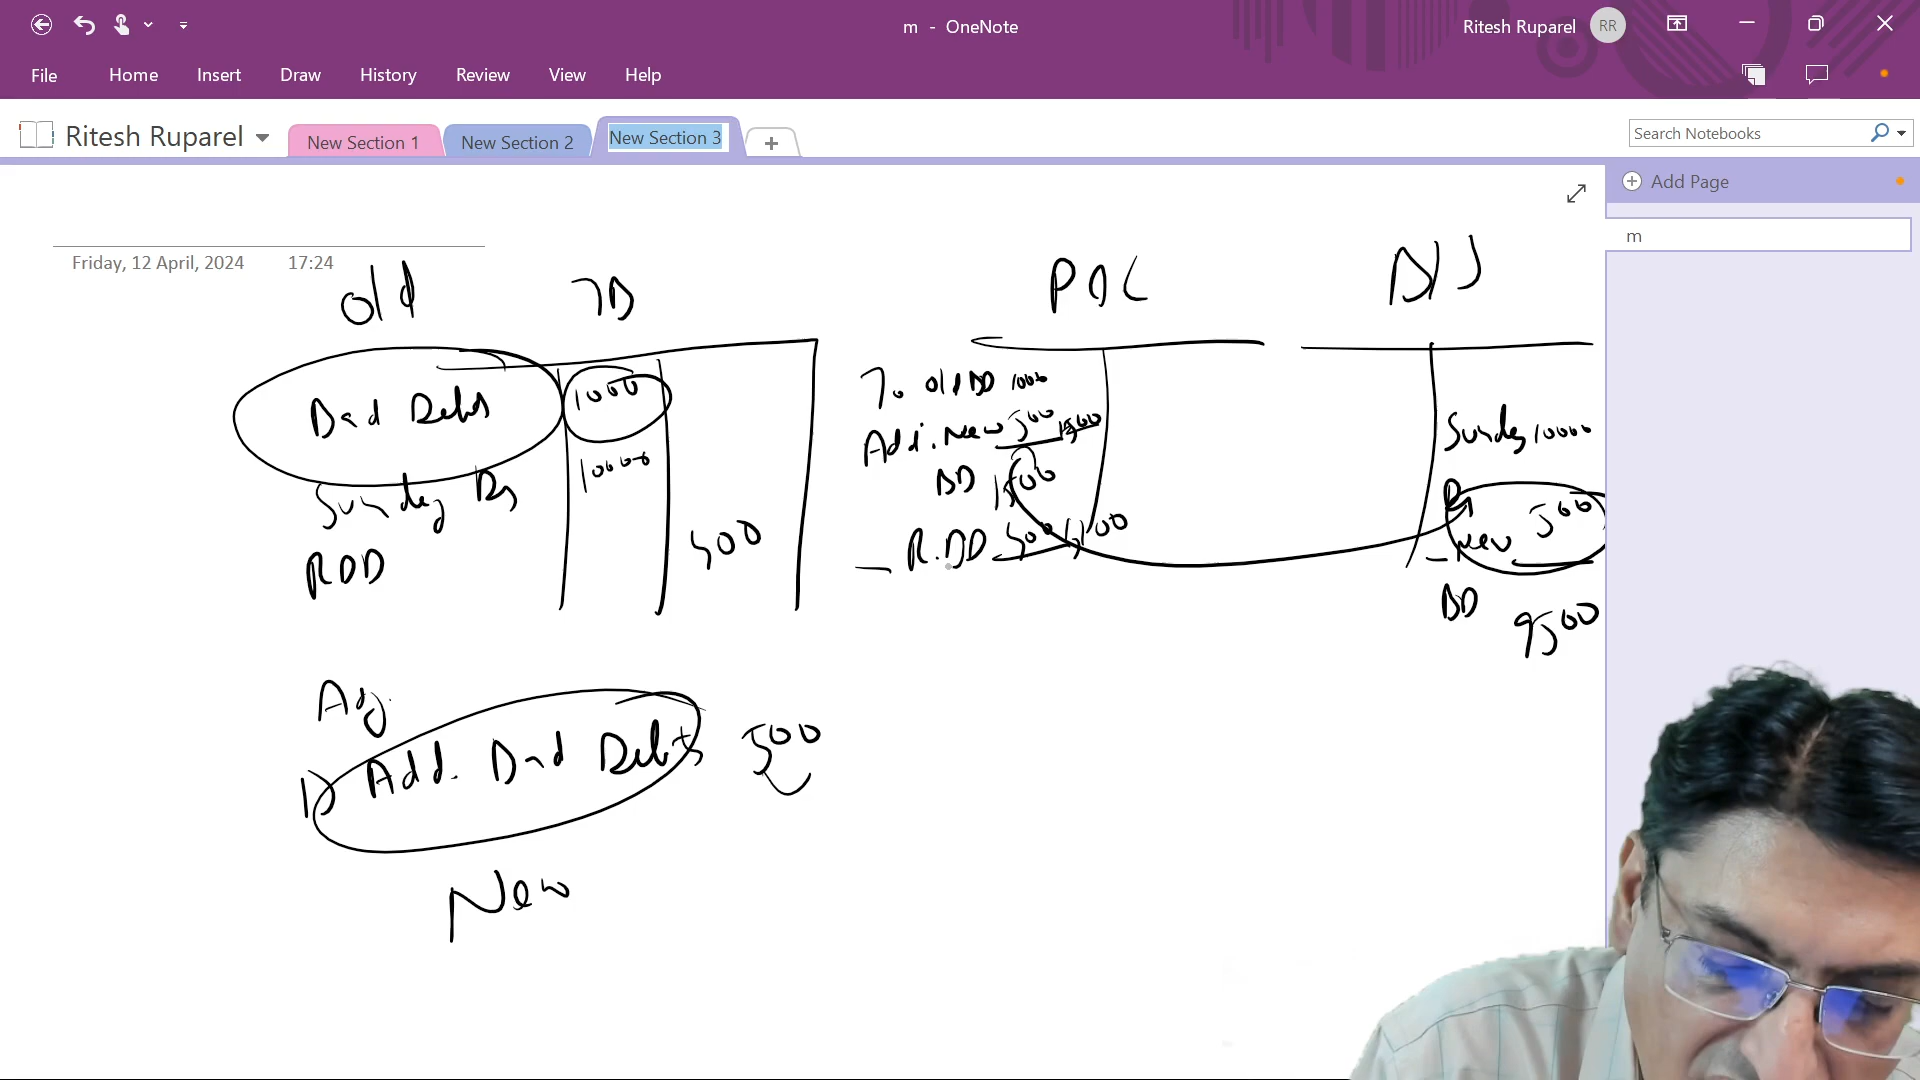 m - OneNote
Ritesh Ruparel RR
File Home Insert Draw History Review View Help
Ritesh Ruparel New Section 1 New Section 2 New Section 3 +
Search Notebooks
Add Page
m
Friday, 12 April, 2024 17:24
Old TB
Bad Debts 1000
Sundry Drs 10000
RDD 500
Adj.
1) Add. Bad Debts 500
New
To old BD 1000
Add. New 500 1500
BD 1500
- R.DD 500
B/S
Sundry 10000
- New 500
BD
9500